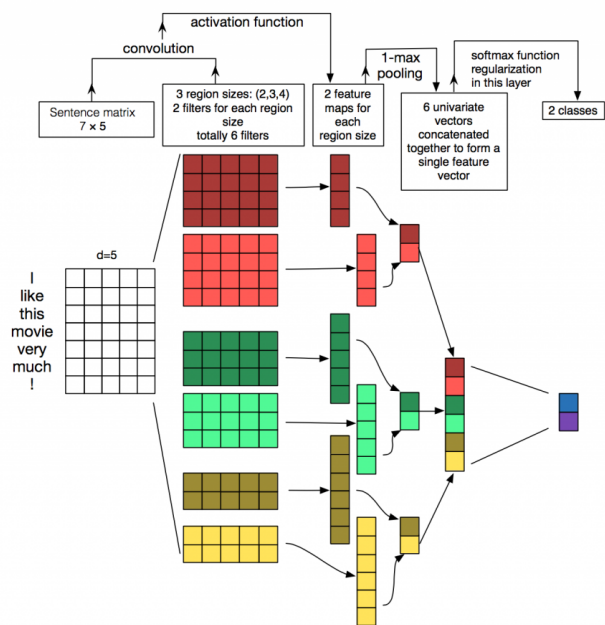 activation function
convolution
1-max
pooling
softmax function
regularization
in this layer
Sentence matrix
7 × 5
3 region sizes: (2,3,4)
2 filters for each region
size
totally 6 filters
2 feature
maps for
each
region size
6 univariate
vectors
concatenated
together to form a
single feature
vector
2 classes
d=5
I
like
this
movie
very
much
!